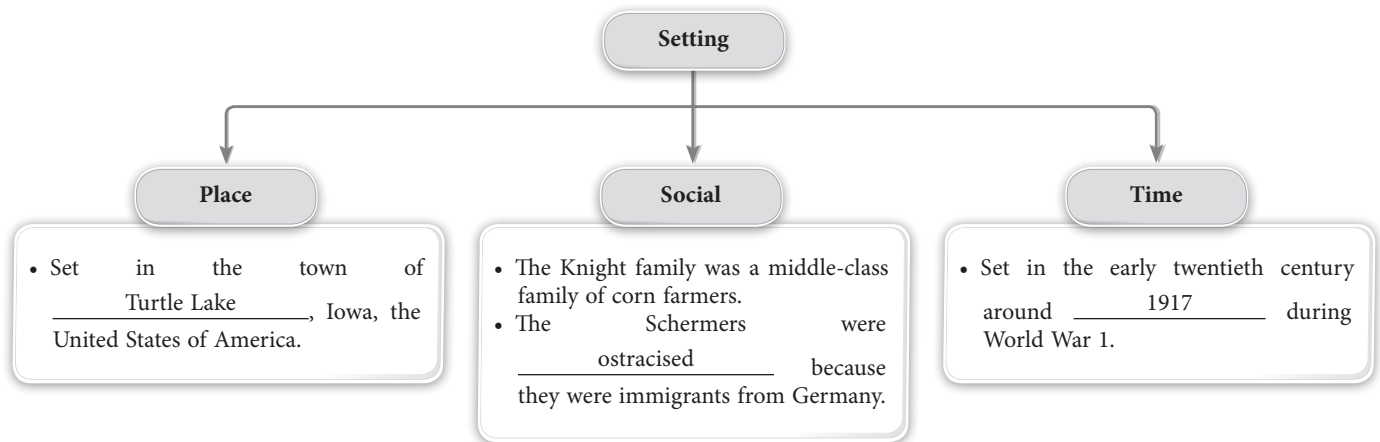 Setting
Place
• Set in the town of
Turtle Lake, Iowa, the
United States of America.
Social
• The Knight family was a middle-class
family of corn farmers.
• The Schermers were
ostracised because
they were immigrants from Germany.
Time
• Set in the early twentieth century
around 1917 during
World War 1.